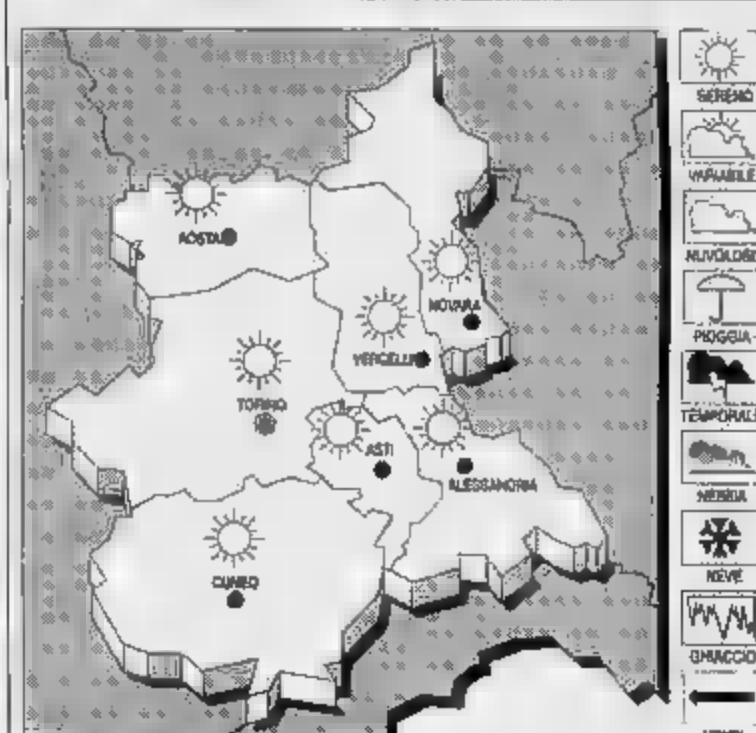 AOSTA
NOVARA
VERCELLI
TORINO
ASTI
ALESSANDRIA
CUNEO
SERENO
VARIABILE
NUVOLOSO
PIOGGIA
TEMPORALE
NEBBIA
NEVE
GHIACCIO